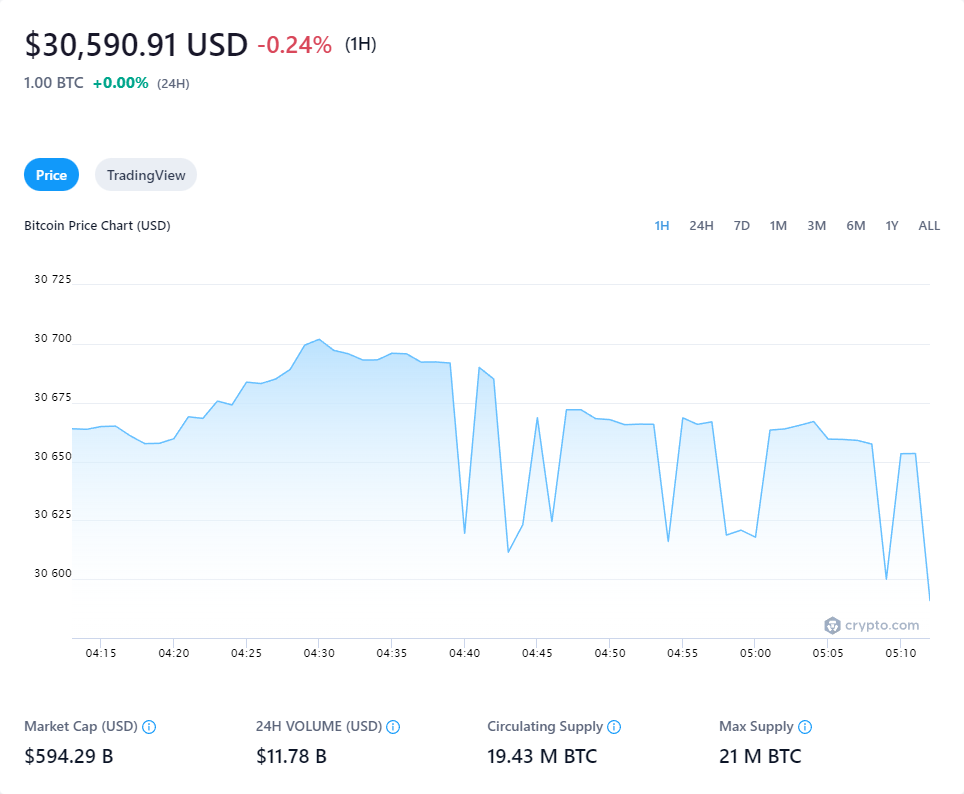 $30,590.91 USD -0.24% (1H)
1.00 BTC +0.00% (24H)
Price TradingView
Bitcoin Price Chart (USD) 1H 24H 7D 1M 3M 6M 1Y ALL
30 725
30 700
30 675
30 650
30 625
30 600
crypto.com
04:15 04:20 04:25 04:30 04:35 04:40 04:45 04:50 04:55 05:00 05:05 05:10
Market Cap (USD) 24H VOLUME (USD) Circulating Supply Max Supply
$594.29 B $11.78 B 19.43 M BTC 21 M BTC